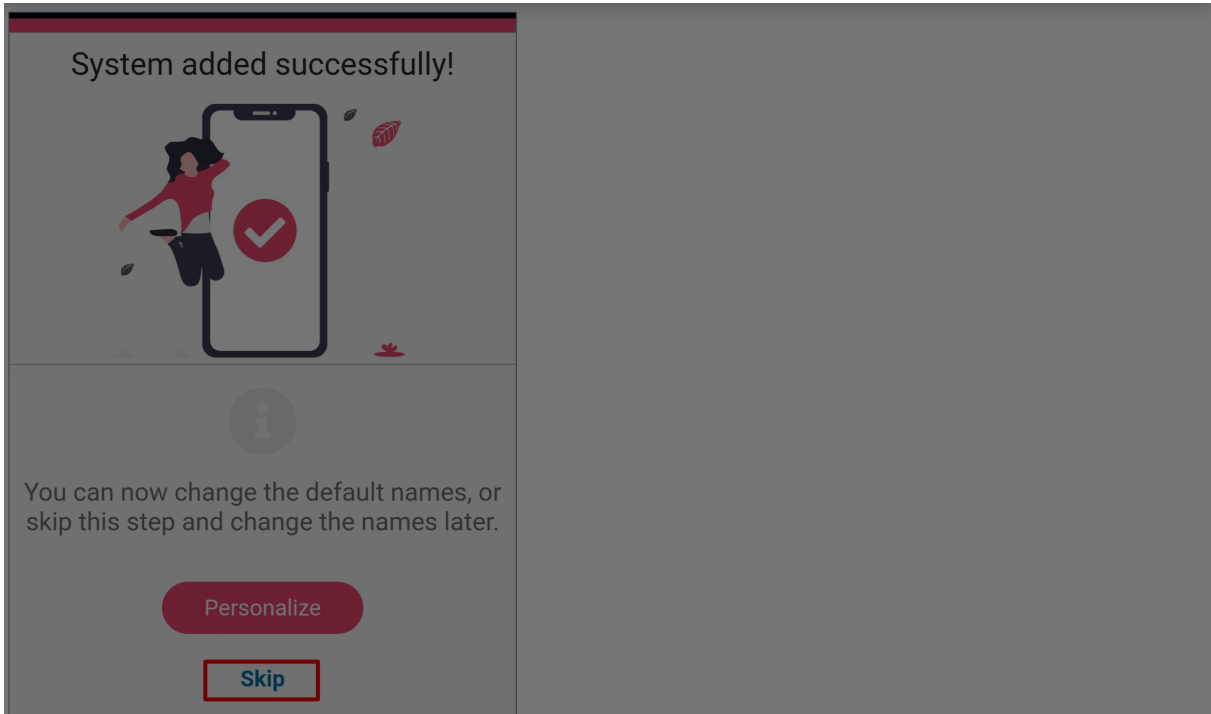 System added successfully!
You can now change the default names, or
skip this step and change the names later.
Personalize
Skip